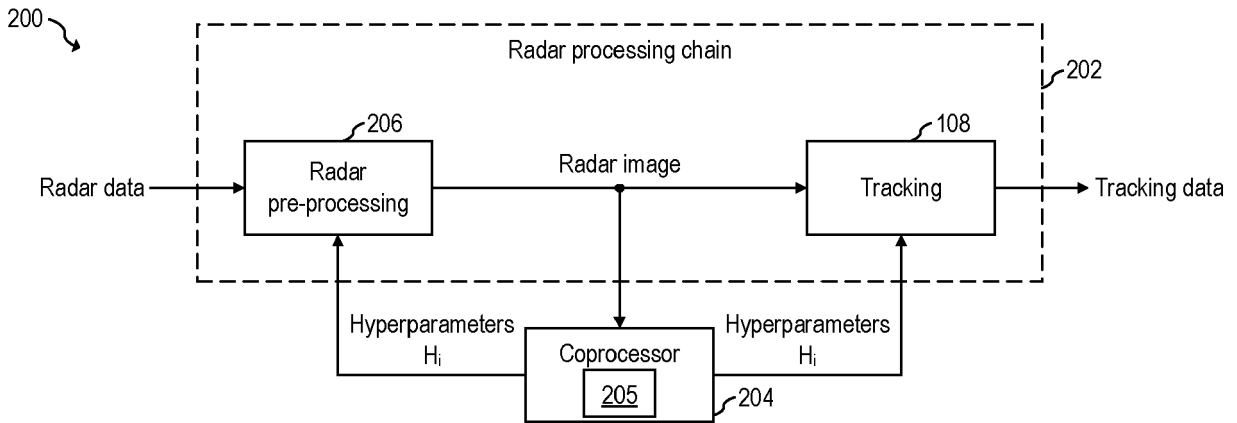 200
Radar processing chain
202
206
108
Radar data
Radar
pre-processing
Radar image
Tracking
Tracking data
Hyperparameters
Hᵢ
Hyperparameters
Hᵢ
Coprocessor
205
204